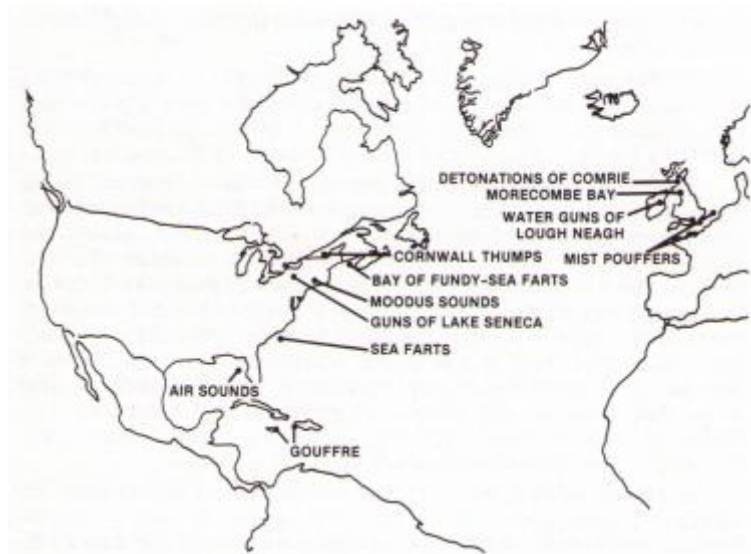 DETONATIONS OF COMRIE
MORECOMBE BAY
WATER GUNS OF
LOUGH NEAGH
MIST POUFFERS
CORNWALL THUMPS
BAY OF FUNDY-SEA FARTS
MOODUS SOUNDS
GUNS OF LAKE SENECA
SEA FARTS
AIR SOUNDS
GOUFFRE